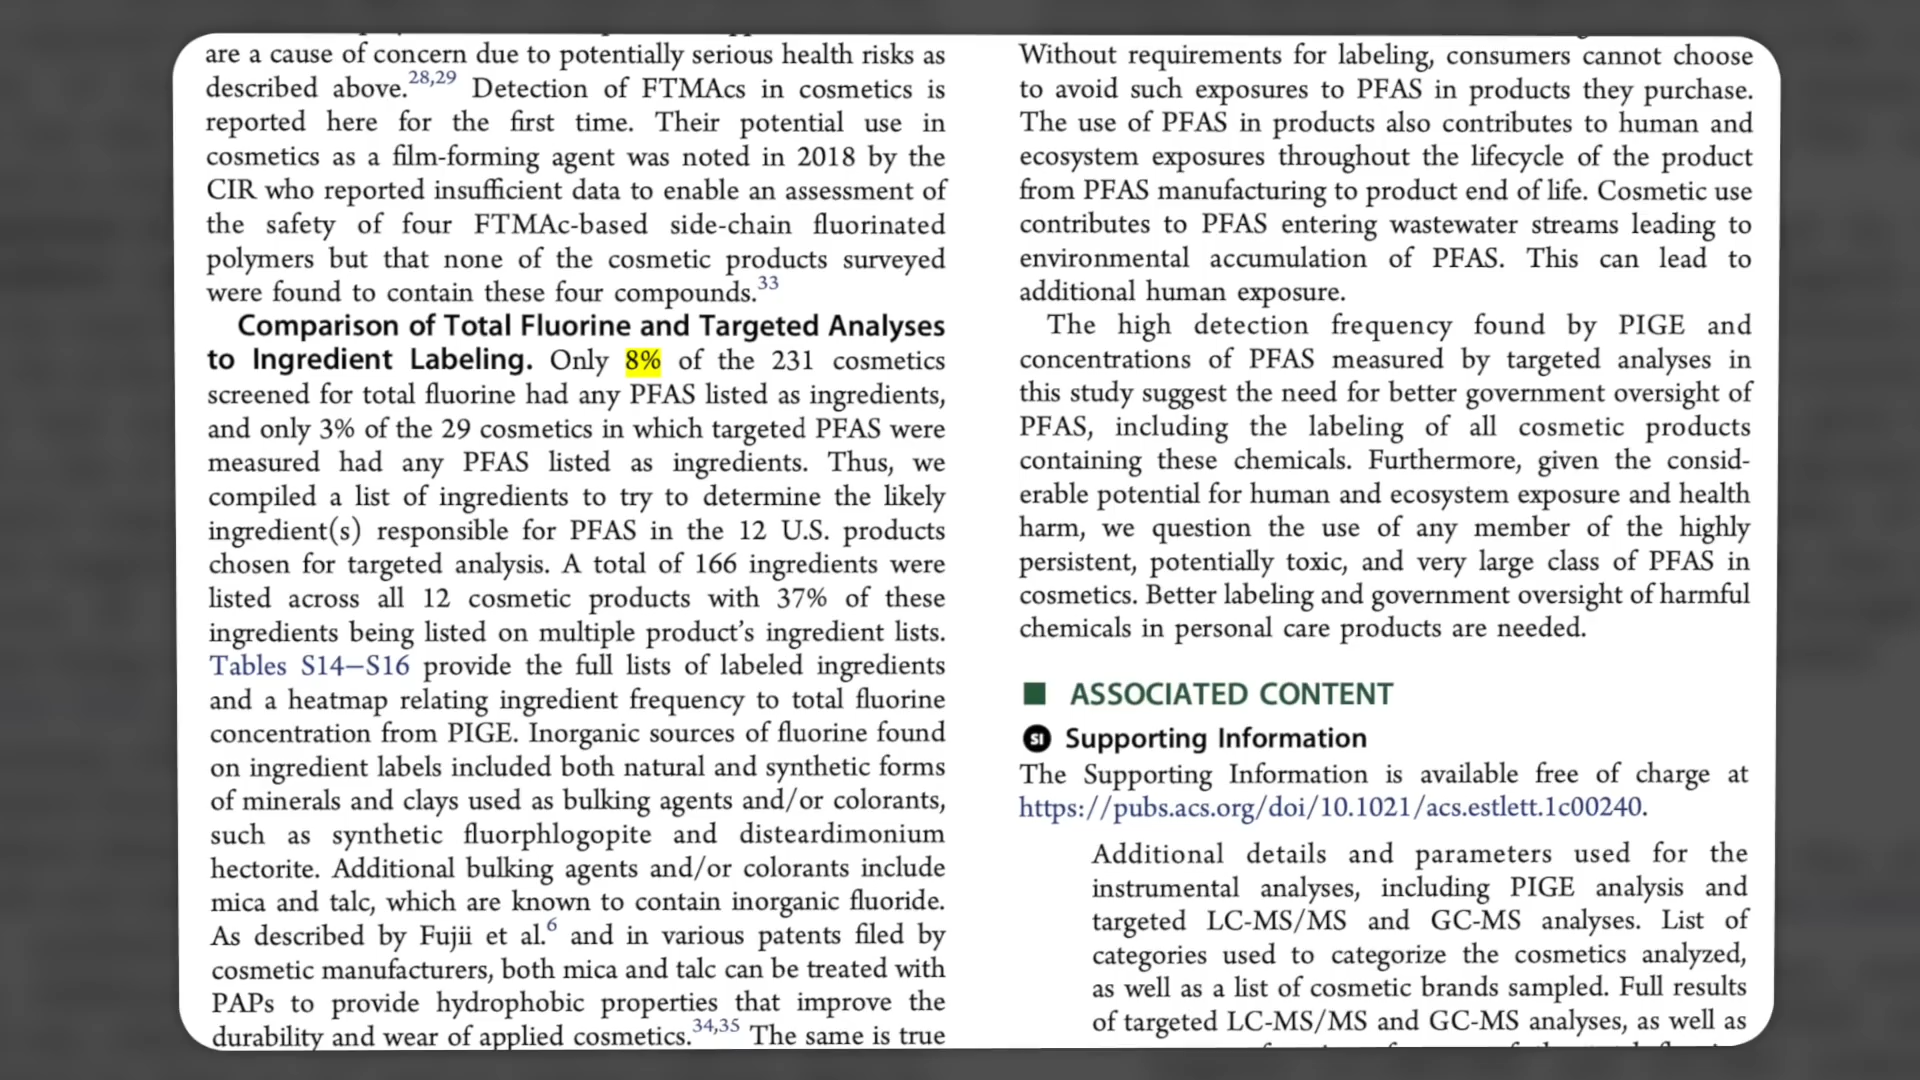 are a cause of concern due to potentially serious health risks as
described above.28,29 Detection of FTMAcs in cosmetics is
reported here for the first time. Their potential use in
cosmetics as a film-forming agent was noted in 2018 by the
CIR who reported insufficient data to enable an assessment of
the safety of four FTMAc-based side-chain fluorinated
polymers but that none of the cosmetic products surveyed
were found to contain these four compounds.33
Comparison of Total Fluorine and Targeted Analyses
to Ingredient Labeling. Only 8% of the 231 cosmetics
screened for total fluorine had any PFAS listed as ingredients,
and only 3% of the 29 cosmetics in which targeted PFAS were
measured had any PFAS listed as ingredients. Thus, we
compiled a list of ingredients to try to determine the likely
ingredient(s) responsible for PFAS in the 12 U.S. products
chosen for targeted analysis. A total of 166 ingredients were
listed across all 12 cosmetic products with 37% of these
ingredients being listed on multiple product's ingredient lists.
Tables S14–S16 provide the full lists of labeled ingredients
and a heatmap relating ingredient frequency to total fluorine
concentration from PIGE. Inorganic sources of fluorine found
on ingredient labels included both natural and synthetic forms
of minerals and clays used as bulking agents and/or colorants,
such as synthetic fluorphlogopite and disteardimonium
hectorite. Additional bulking agents and/or colorants include
mica and talc, which are known to contain inorganic fluoride.
As described by Fujii et al.6 and in various patents filed by
cosmetic manufacturers, both mica and talc can be treated with
PAPs to provide hydrophobic properties that improve the
durability and wear of applied cosmetics.34,35 The same is true
Without requirements for labeling, consumers cannot choose
to avoid such exposures to PFAS in products they purchase.
The use of PFAS in products also contributes to human and
ecosystem exposures throughout the lifecycle of the product
from PFAS manufacturing to product end of life. Cosmetic use
contributes to PFAS entering wastewater streams leading to
environmental accumulation of PFAS. This can lead to
additional human exposure.
The high detection frequency found by PIGE and
concentrations of PFAS measured by targeted analyses in
this study suggest the need for better government oversight of
PFAS, including the labeling of all cosmetic products
containing these chemicals. Furthermore, given the consid-
erable potential for human and ecosystem exposure and health
harm, we question the use of any member of the highly
persistent, potentially toxic, and very large class of PFAS in
cosmetics. Better labeling and government oversight of harmful
chemicals in personal care products are needed.
ASSOCIATED CONTENT
SI Supporting Information
The Supporting Information is available free of charge at
https://pubs.acs.org/doi/10.1021/acs.estlett.1c00240.
Additional details and parameters used for the
instrumental analyses, including PIGE analysis and
targeted LC-MS/MS and GC-MS analyses. List of
categories used to categorize the cosmetics analyzed,
as well as a list of cosmetic brands sampled. Full results
of targeted LC-MS/MS and GC-MS analyses, as well as